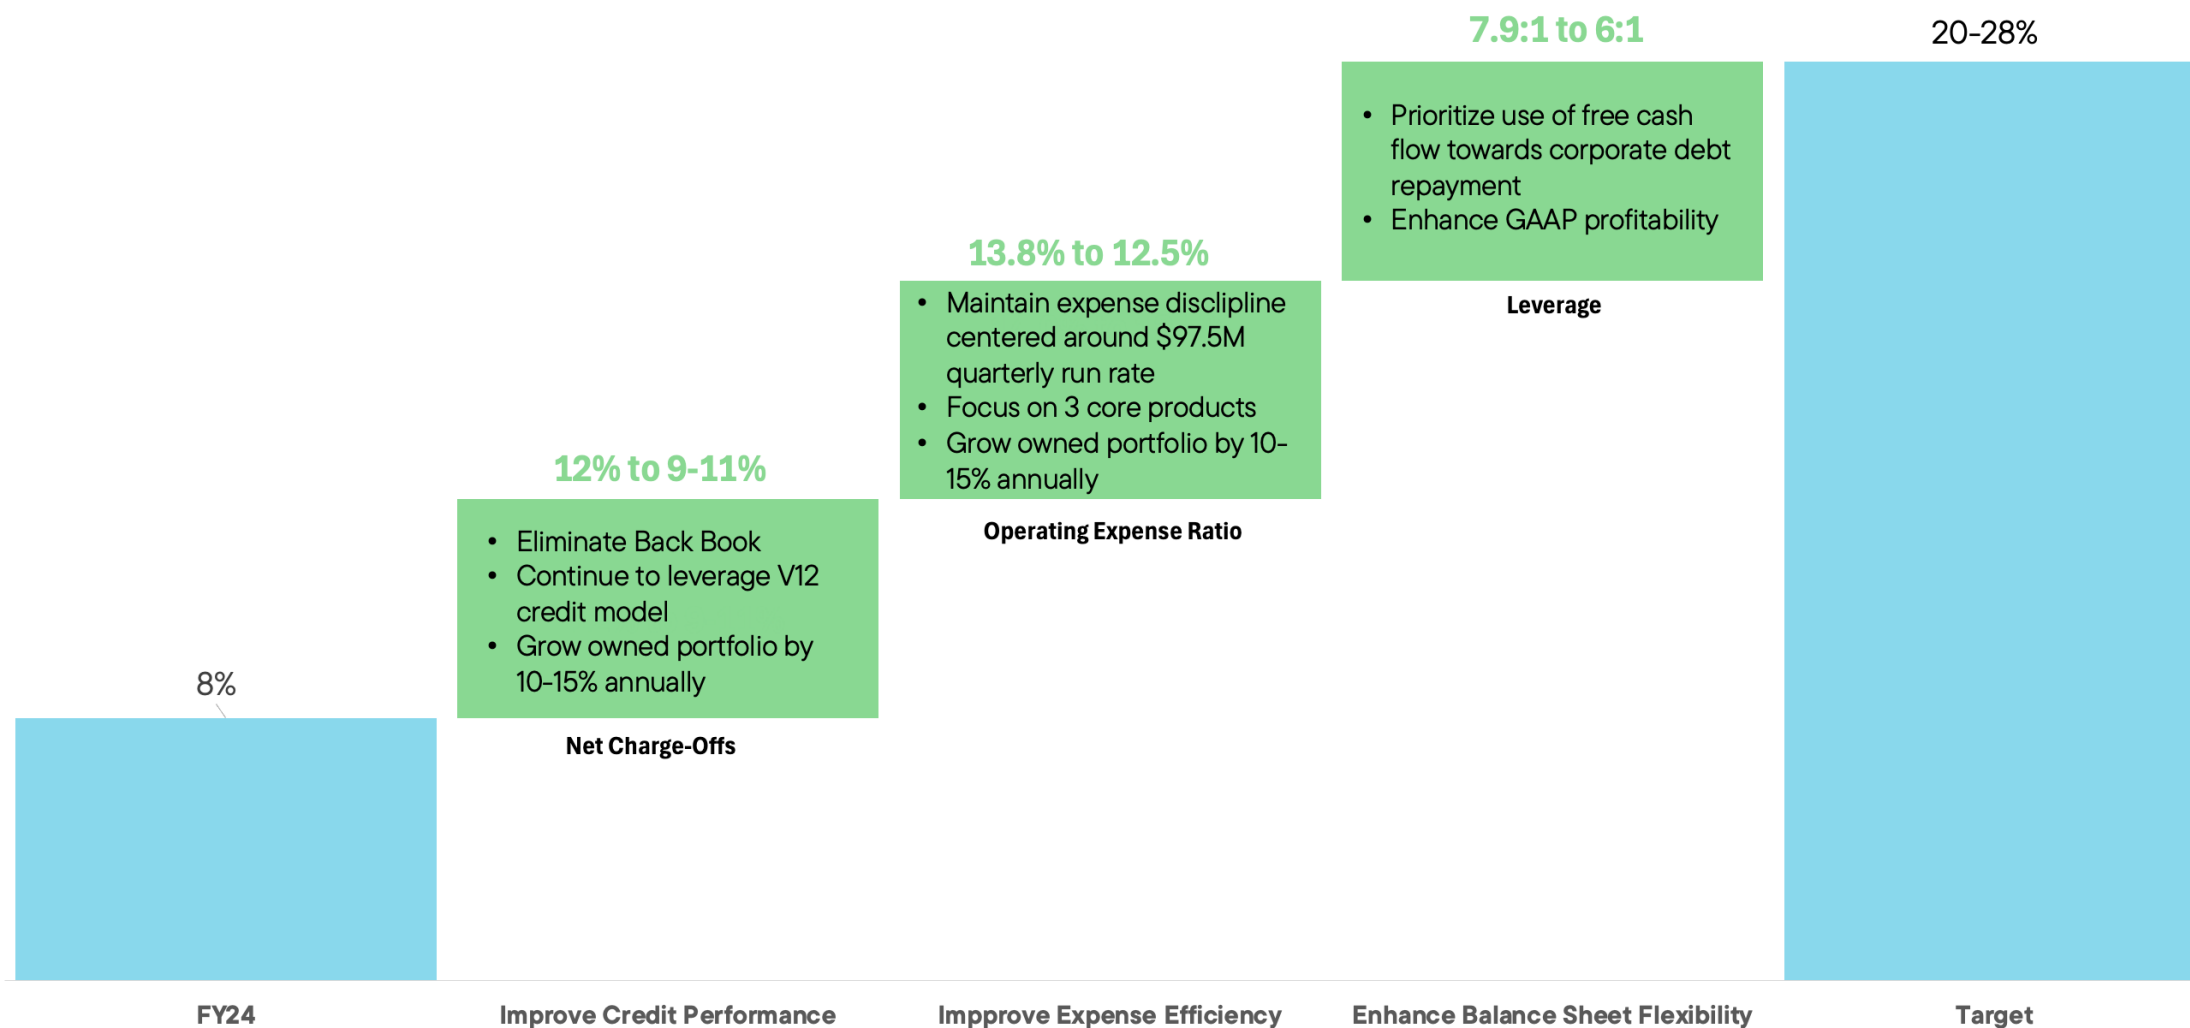 8%
FY24
12% to 9-11%
• Eliminate Back Book
• Continue to leverage V12
credit model
• Grow owned portfolio by
10-15% annually
Net Charge-Offs
Improve Credit Performance
13.8% to 12.5%
• Maintain expense disclipline
centered around $97.5M
quarterly run rate
• Focus on 3 core products
• Grow owned portfolio by 10-
15% annually
Operating Expense Ratio
Impprove Expense Efficiency
7.9:1 to 6:1
• Prioritize use of free cash
flow towards corporate debt
repayment
• Enhance GAAP profitability
Leverage
Enhance Balance Sheet Flexibility
20-28%
Target